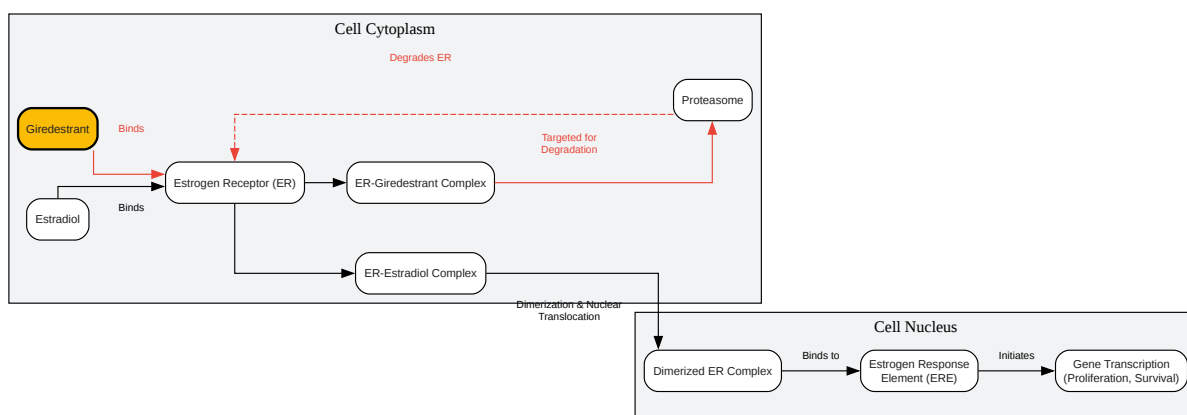 Cell Cytoplasm
Degrades ER
Proteasome
Giredestrant
Binds
Targeted for
Degradation
Estrogen Receptor (ER)
ER-Giredestrant Complex
Estradiol
Binds
ER-Estradiol Complex
Dimerization & Nuclear
Translocation
Cell Nucleus
Dimerized ER Complex
Binds to
Estrogen Response
Element (ERE)
Initiates
Gene Transcription
(Proliferation, Survival)